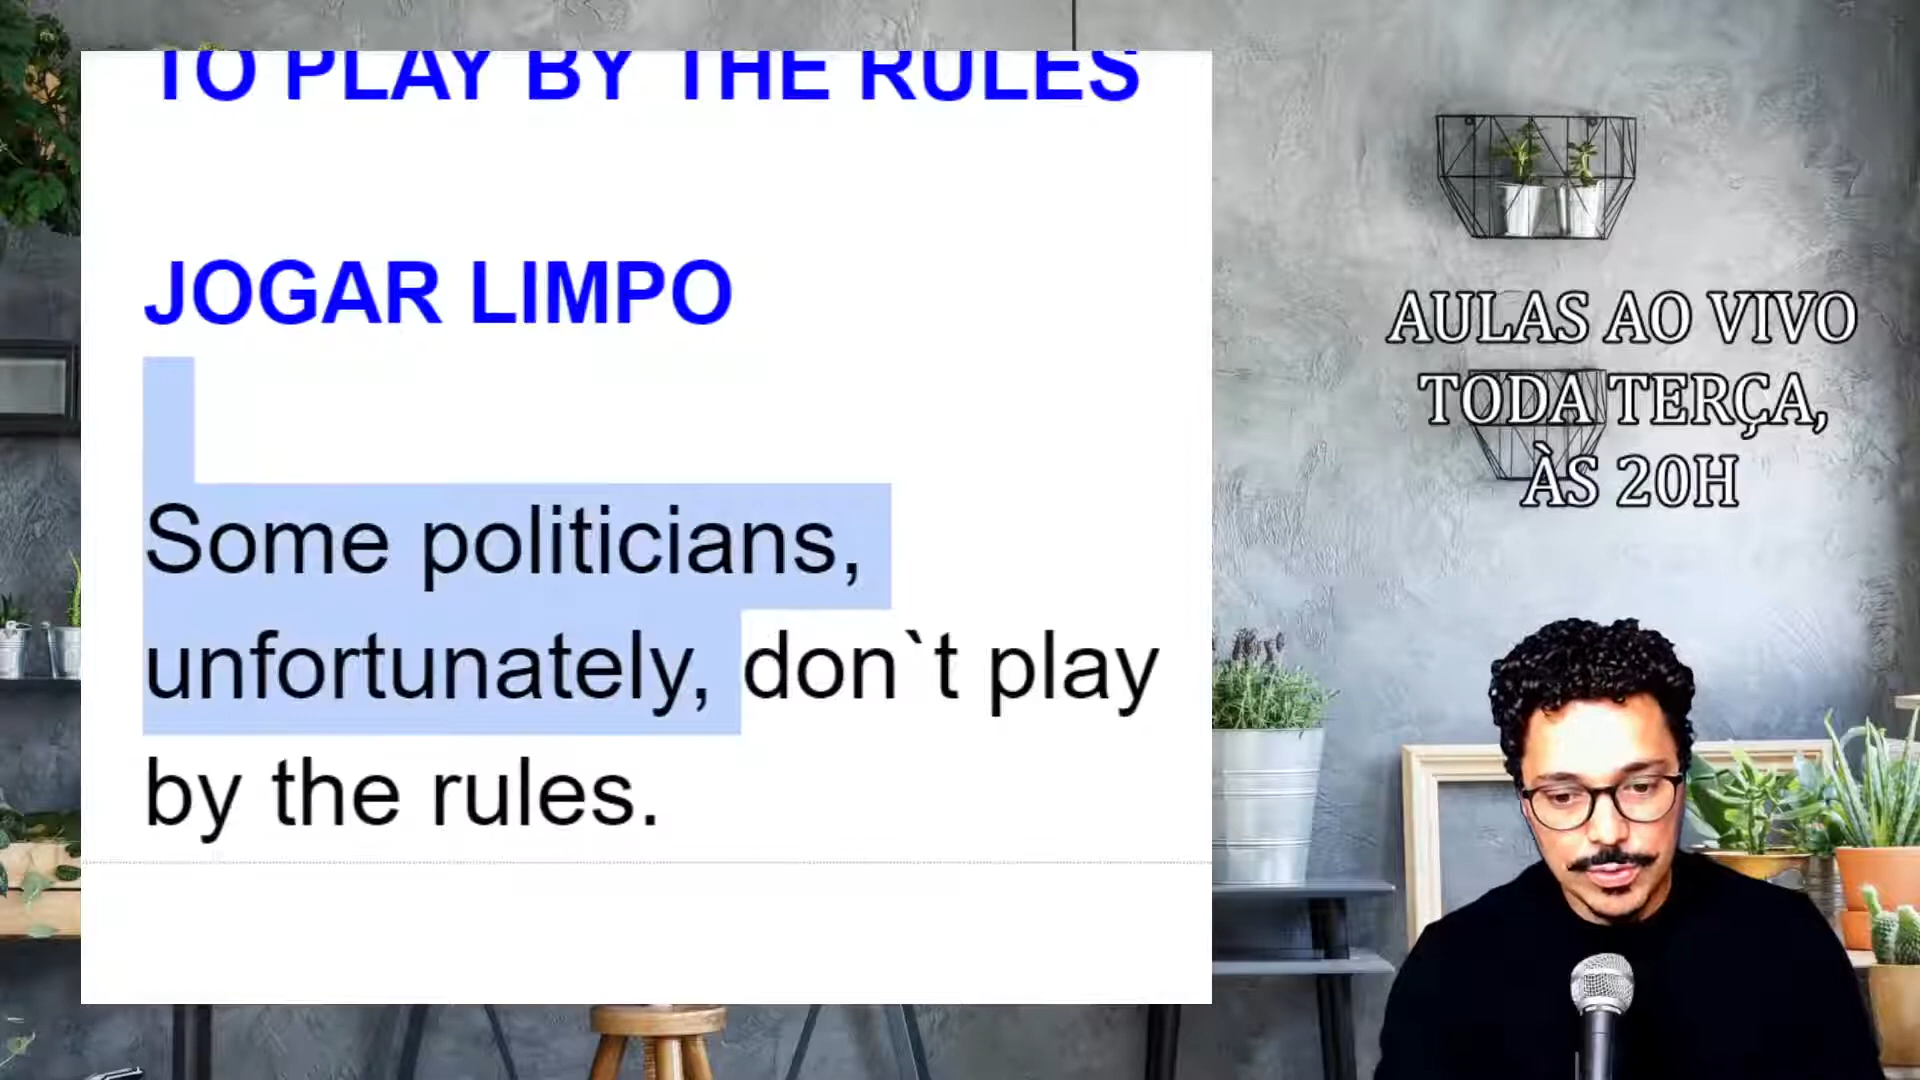 TO PLAY BY THE RULES
JOGAR LIMPO
Some politicians,
unfortunately, don`t play
by the rules.
AULAS AO VIVO
TODA TERÇA,
ÀS 20H